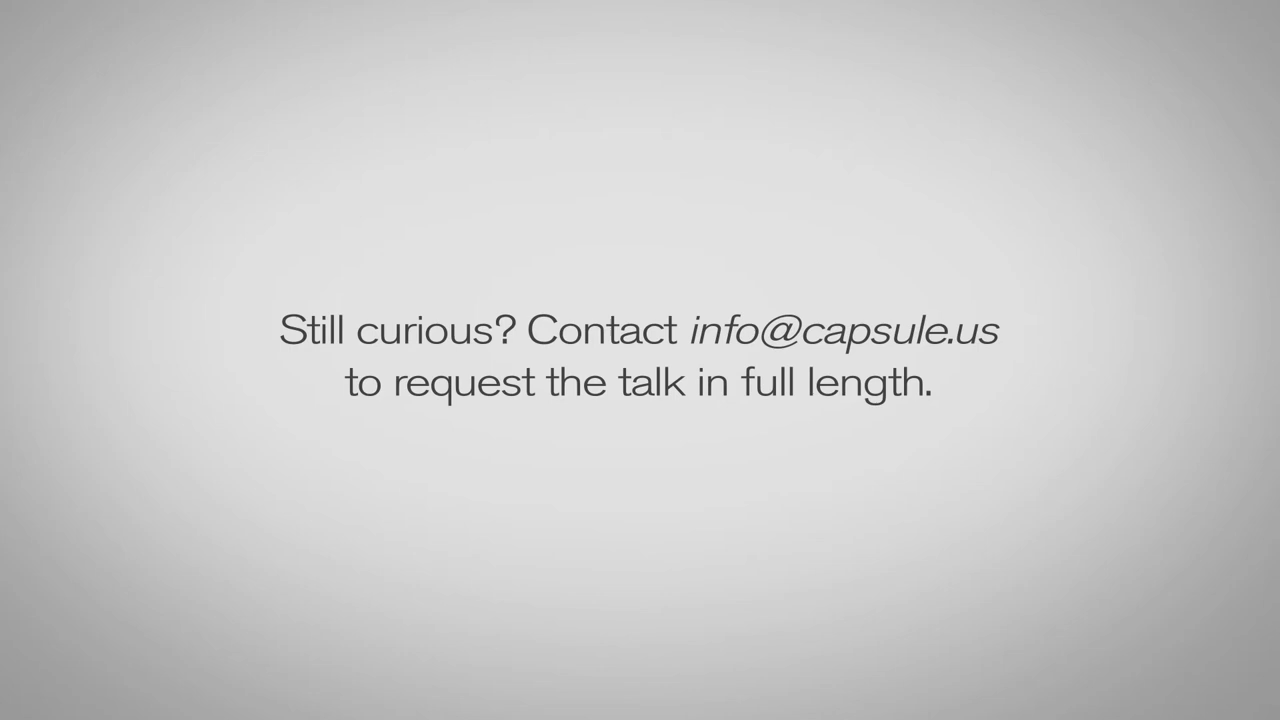 Still curious? Contact info@capsule.us
to request the talk in full length.